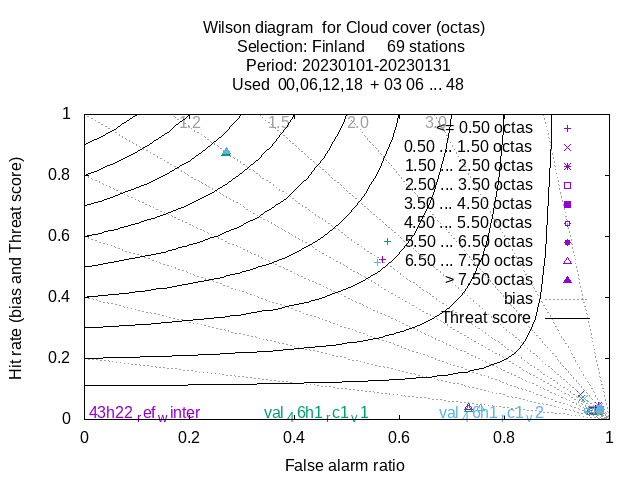 Wilson diagram  for Cloud cover (octas)
Selection: Finland     69 stations
Period: 20230101-20230131
Used  00,06,12,18  + 03 06 ... 48
Hit rate (bias and Threat score)
1
0.8
0.6
0.4
0.2
0
1.2
1.5
2.0
3.0
<= 0.50 octas
0.50 ... 1.50 octas
1.50 ... 2.50 octas
2.50 ... 3.50 octas
3.50 ... 4.50 octas
4.50 ... 5.50 octas
5.50 ... 6.50 octas
6.50 ... 7.50 octas
> 7.50 octas
bias
Threat score
43h22_ref_winter
val_46h1_rc1_v1
val_46h1_rc1_v2
0
0.2
0.4
0.6
0.8
1
False alarm ratio